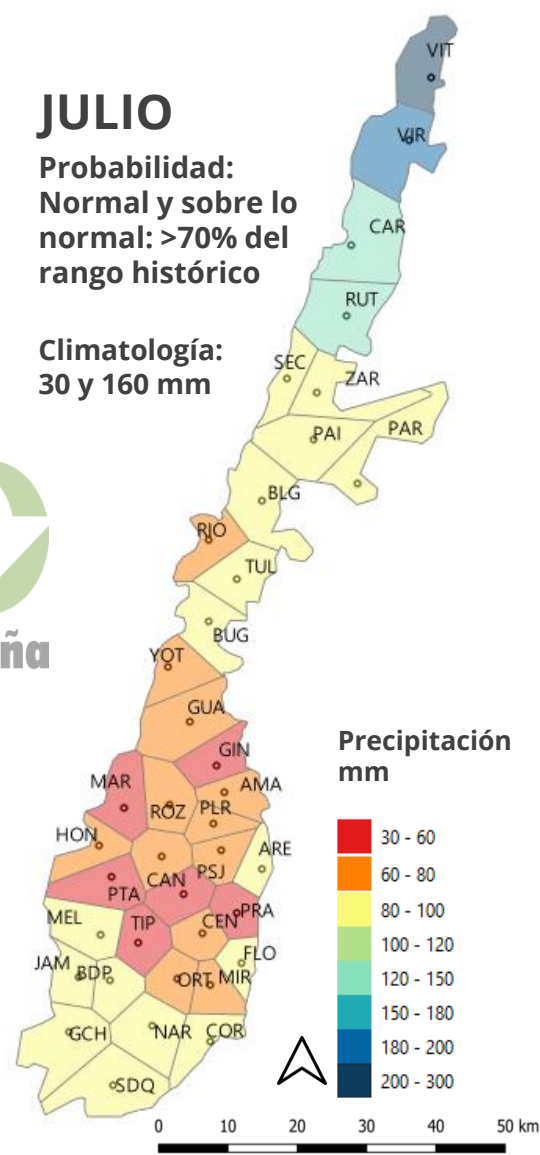 JULIO
Probabilidad:
Normal y sobre lo
normal: >70% del
rango histórico
Climatología:
30 y 160 mm
VIT
VIR
CAR
RUT
SEC
ZAR
PAI
PAR
BLG
RIO
TUL
BUG
ña
YOT
GUA
GIN
MAR
AMA
ROZ
PLR
HON
ARE
PSJ
CAN
PTA
PRA
MEL
TIP
CEN
FLO
JAM
BDP
ORT
MIR
GCH
NAR
COR
SDQ
Precipitación
mm
30 - 60
60 - 80
80 - 100
100 - 120
120 - 150
150 - 180
180 - 200
200 - 300
0 10 20 30 40 50 km